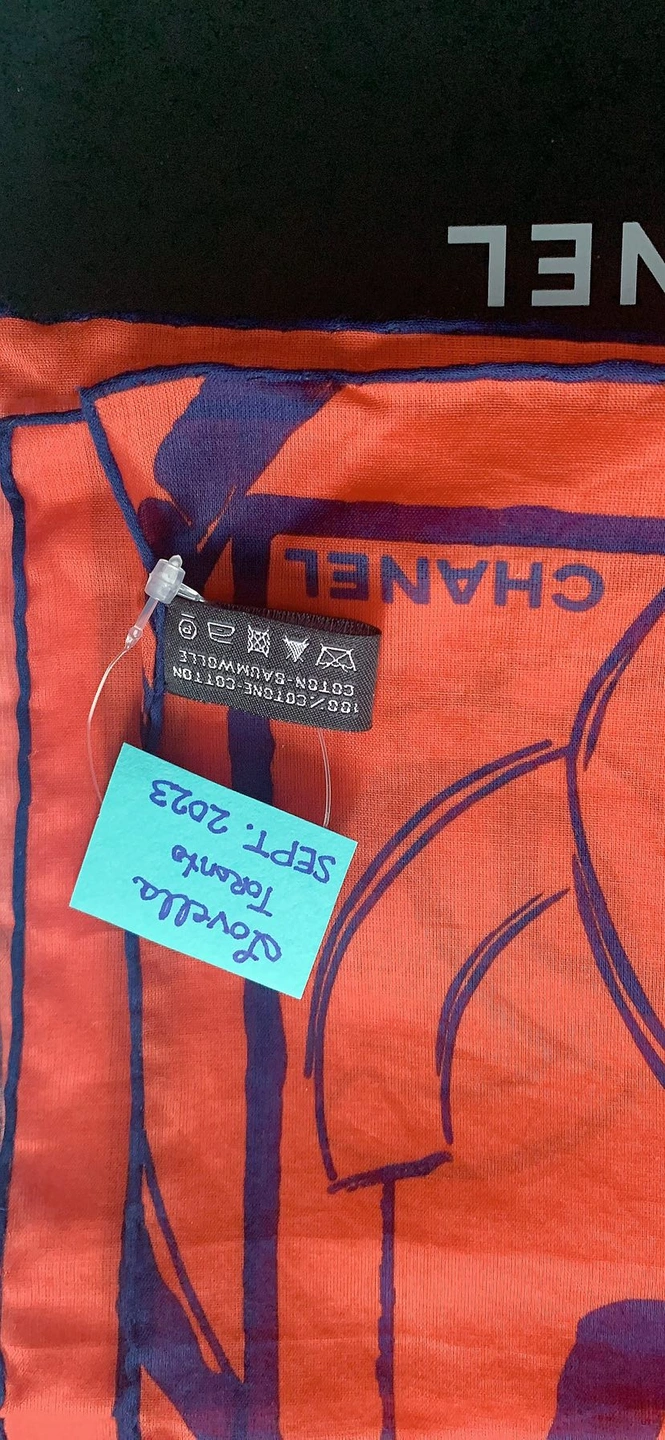 Lovella
Toronto
SEPT. 2023
100% COTONE-COTTON
COTON-BAUMWOLLE
P
CHANEL
NEL